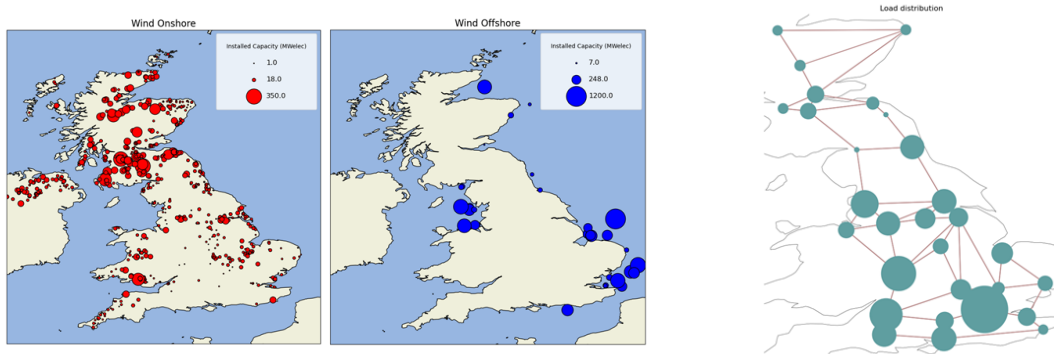 Wind Onshore
Installed Capacity (MWelec)
1.0
18.0
350.0
Wind Offshore
Installed Capacity (MWelec)
7.0
248.0
1200.0
Load distribution